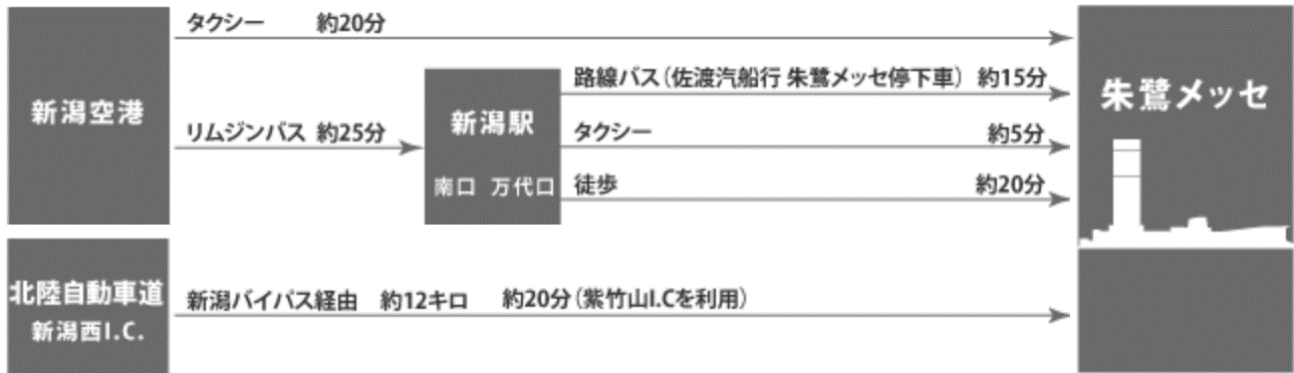 タクシー 約20分
新潟空港
リムジンバス 約25分
新潟駅
南口 万代口
路線バス（佐渡汽船行 朱鷺メッセ停下車） 約15分
タクシー 約5分
徒歩 約20分
朱鷺メッセ
北陸自動車道
新潟西I.C.
新潟バイパス経由 約12キロ 約20分（紫竹山I.Cを利用）